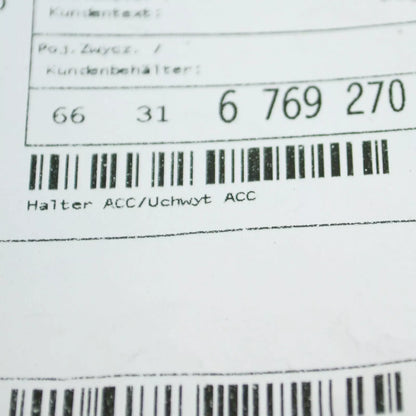 Kundentext:
Poj.Zwycz. /
Kundenbehälter:
66 31 6 769 270
Halter ACC/Uchwyt ACC